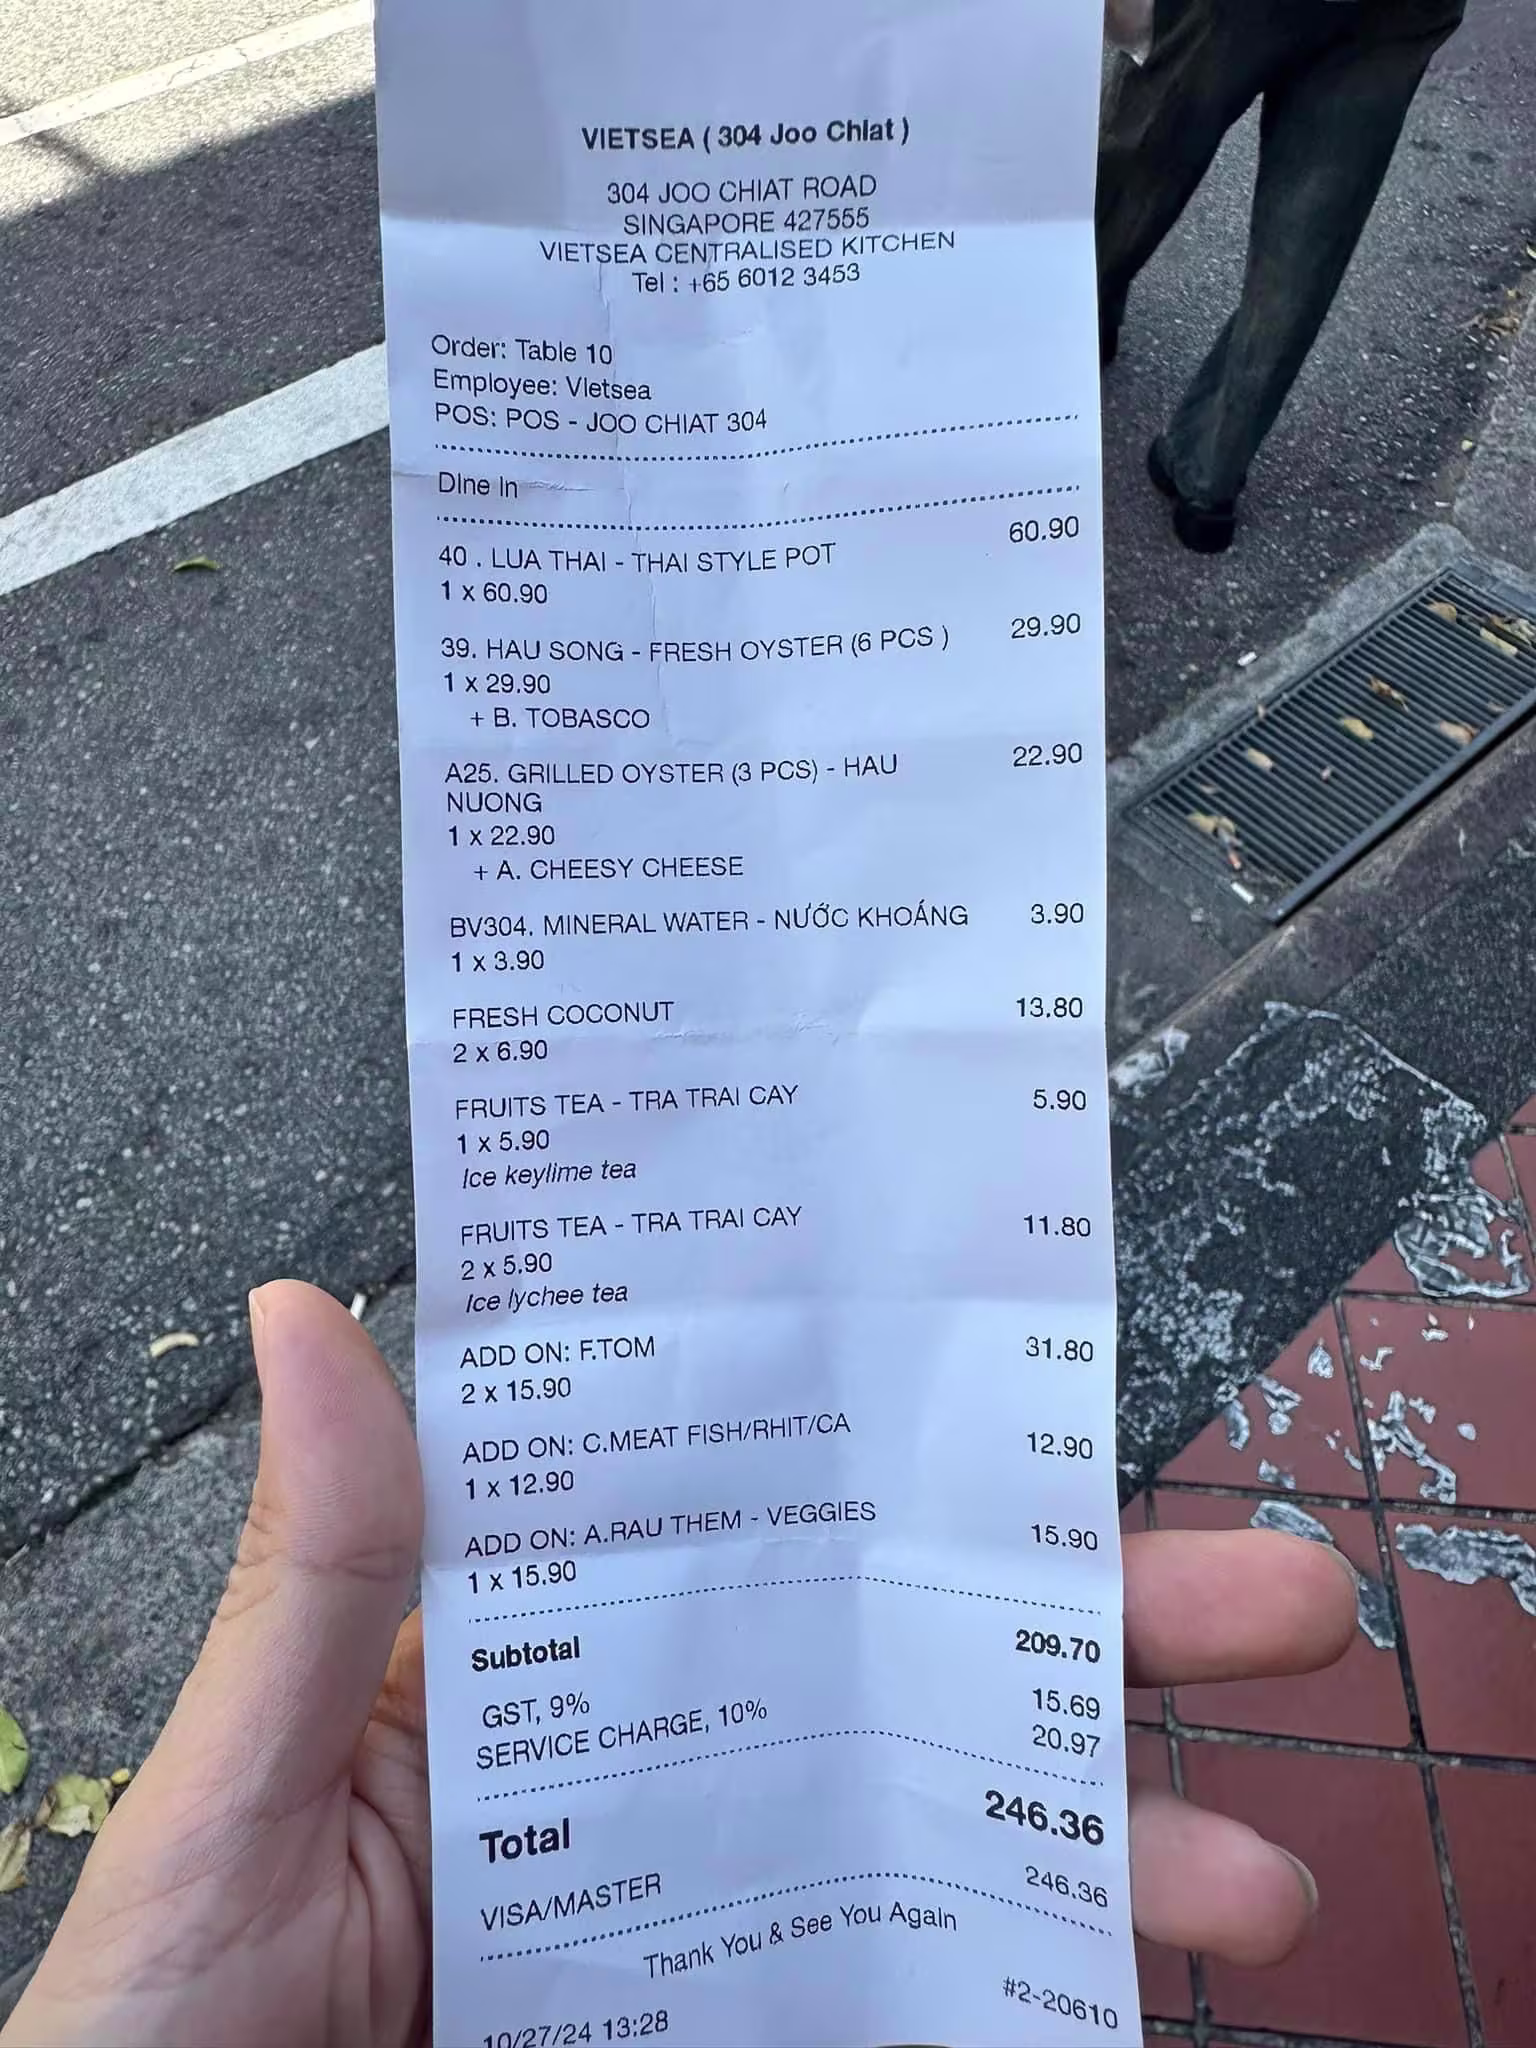 VIETSEA ( 304 Joo Chiat )
304 JOO CHIAT ROAD
SINGAPORE 427555
VIETSEA CENTRALISED KITCHEN
Tel : +65 6012 3453
Order: Table 10
Employee: Vietsea
POS: POS - JOO CHIAT 304
Dine In
40 . LUA THAI - THAI STYLE POT 60.90
1 x 60.90
39. HAU SONG - FRESH OYSTER (6 PCS ) 29.90
1 x 29.90
+ B. TOBASCO
A25. GRILLED OYSTER (3 PCS) - HAU 22.90
NUONG
1 x 22.90
+ A. CHEESY CHEESE
BV304. MINERAL WATER - NƯỚC KHOÁNG 3.90
1 x 3.90
FRESH COCONUT 13.80
2 x 6.90
FRUITS TEA - TRA TRAI CAY 5.90
1 x 5.90
Ice keylime tea
FRUITS TEA - TRA TRAI CAY 11.80
2 x 5.90
Ice lychee tea
ADD ON: F.TOM 31.80
2 x 15.90
ADD ON: C.MEAT FISH/RHIT/CA 12.90
1 x 12.90
ADD ON: A.RAU THEM - VEGGIES 15.90
1 x 15.90
Subtotal 209.70
GST, 9% 15.69
SERVICE CHARGE, 10% 20.97
Total 246.36
VISA/MASTER 246.36
Thank You & See You Again
10/27/24 13:28 #2-20610